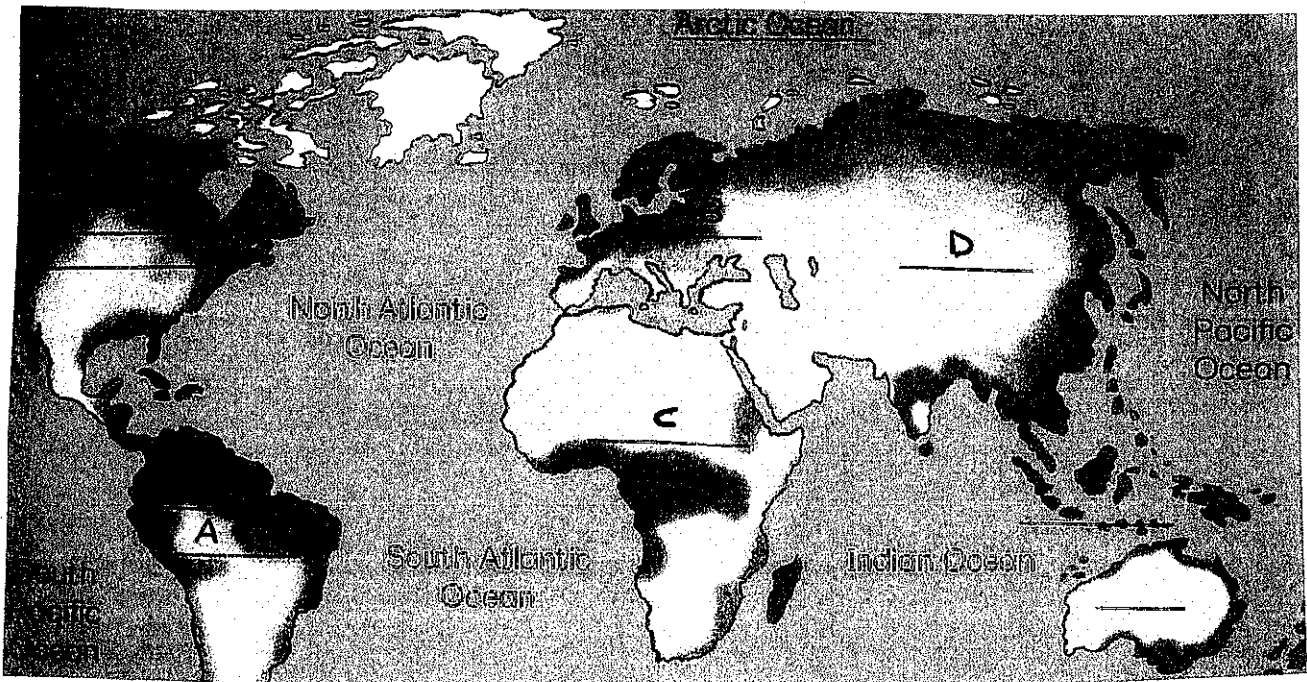 Arctic Ocean
D
North Atlantic
Ocean
North
Pacific
Ocean
C
A
South Atlantic
Ocean
Indian Ocean